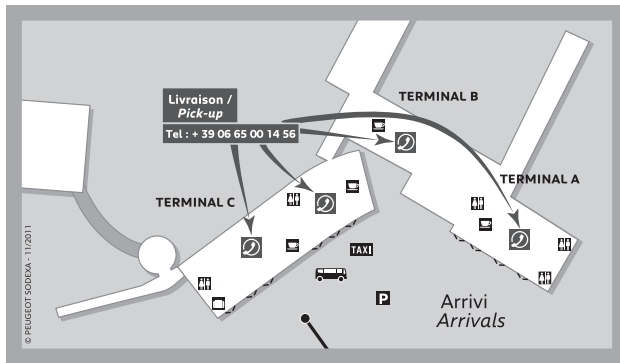 TERMINAL B
Livraison /
Pick-up
Tel : + 39 06 65 00 14 56
TERMINAL A
TERMINAL C
TAXI
P
Arrivi
Arrivals
© PEUGEOT SODEXA - 11/2011